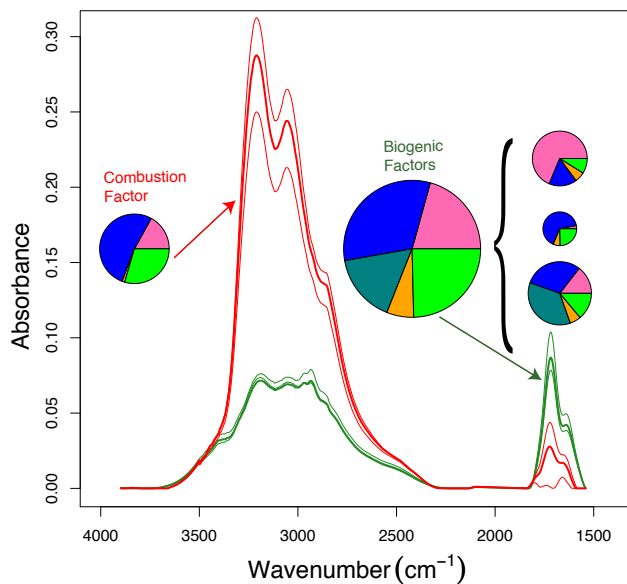 0.30
0.25
0.20
0.15
0.10
0.05
0.00
Absorbance
Combustion
Factor
Biogenic
Factors
4000 3500 3000 2500 2000 1500
Wavenumber (cm⁻¹)